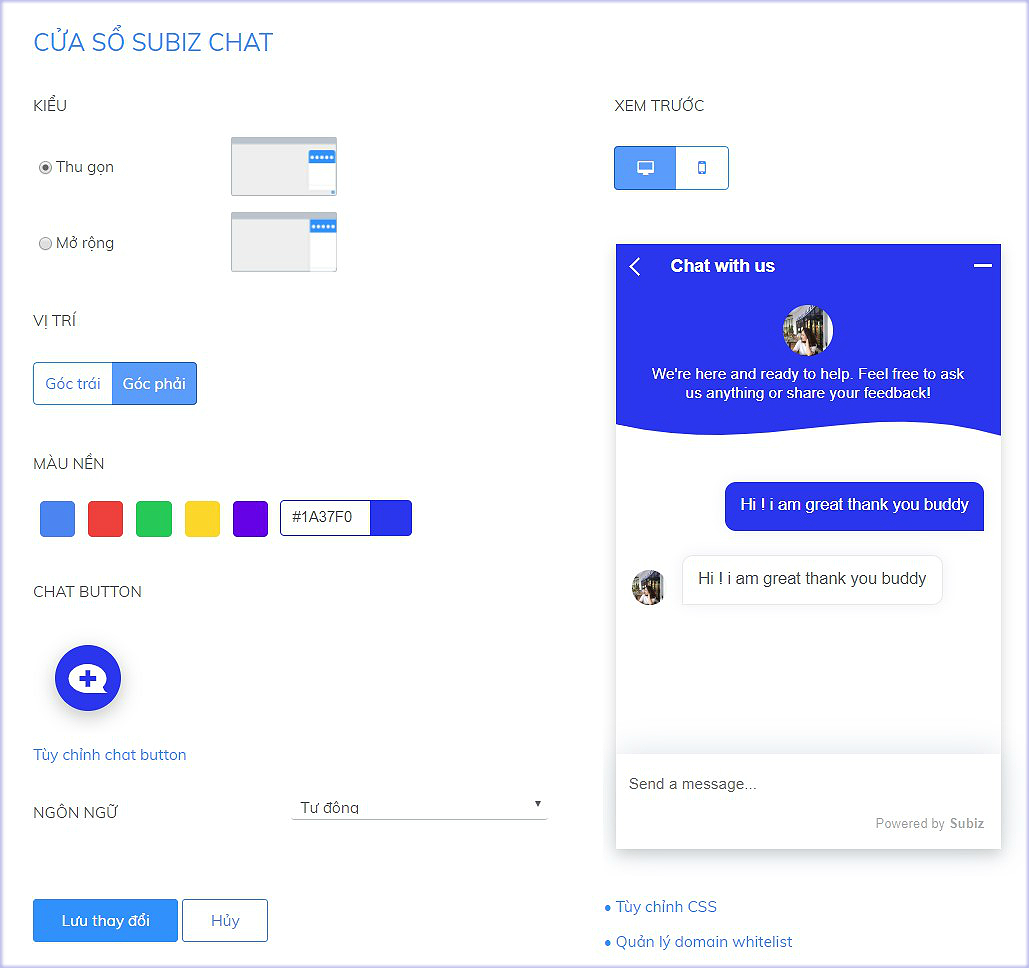 CỬA SỔ SUBIZ CHAT
KIỂU
Thu gọn
Mở rộng
VỊ TRÍ
Góc trái
Góc phải
MÀU NỀN
#1A37F0
CHAT BUTTON
Tùy chỉnh chat button
NGÔN NGỮ
Tự động
Lưu thay đổi
Hủy
XEM TRƯỚC
Chat with us
We're here and ready to help. Feel free to ask
us anything or share your feedback!
Hi ! i am great thank you buddy
Hi ! i am great thank you buddy
Send a message...
Powered by Subiz
• Tùy chỉnh CSS
• Quản lý domain whitelist